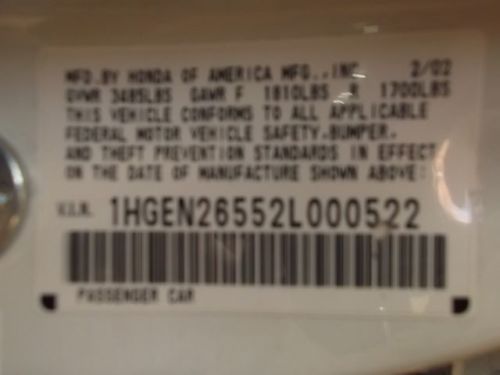 MFD.BY HONDA OF AMERICA MFG.,INC 2/02
GVWR 3485LBS GAWR F 1810LBS R 1700LBS
THIS VEHICLE CONFORMS TO ALL APPLICABLE
FEDERAL MOTOR VEHICLE SAFETY,BUMPER,
AND THEFT PREVENTION STANDARDS IN EFFECT
ON THE DATE OF MANUFACTURE SHOWN ABOVE:
V.I.N. 1HGEN26552L000522
PASSENGER CAR